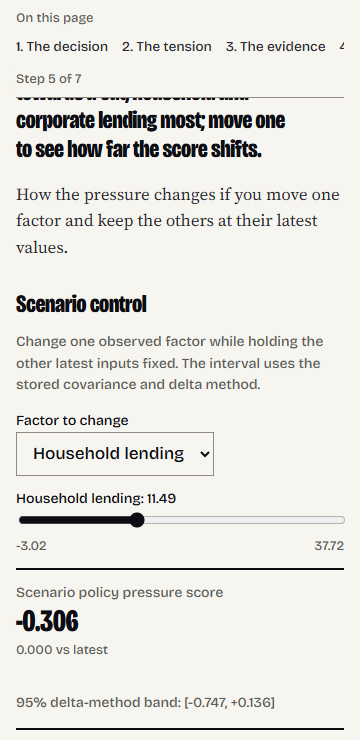 On this page
1. The decision 2. The tension 3. The evidence 4
Step 5 of 7
corporate lending most; move one
to see how far the score shifts.
How the pressure changes if you move one
factor and keep the others at their latest
values.
Scenario control
Change one observed factor while holding the
other latest inputs fixed. The interval uses the
stored covariance and delta method.
Factor to change
Household lending
Household lending: 11.49
-3.02 37.72
Scenario policy pressure score
-0.306
0.000 vs latest
95% delta-method band: [-0.747, +0.136]